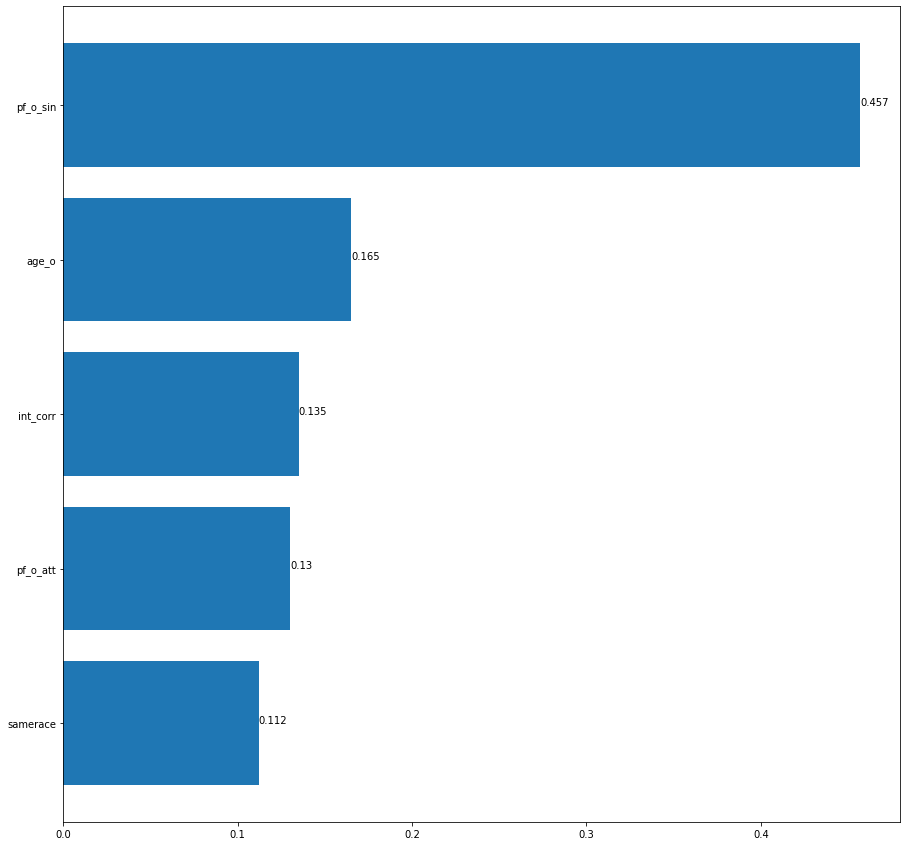 pf_o_sin
0.457
age_o
0.165
int_corr
0.135
pf_o_att
0.13
samerace
0.112
0.0 0.1 0.2 0.3 0.4